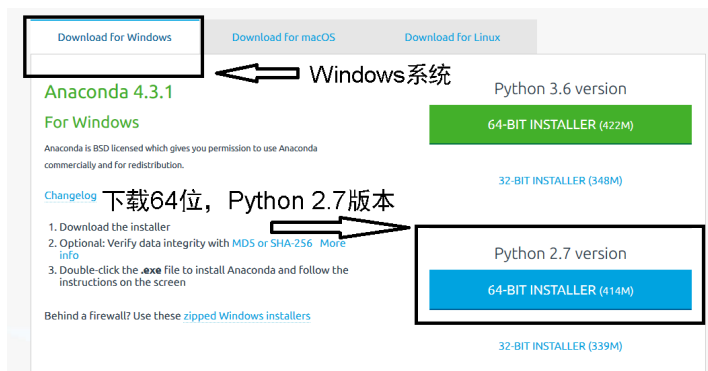 Download for Windows
Download for macOS
Download for Linux
Windows系统
Anaconda 4.3.1
For Windows
Anaconda is BSD licensed which gives you permission to use Anaconda
commercially and for redistribution.
Changelog
下载64位，Python 2.7版本
1. Download the installer
2. Optional: Verify data integrity with MD5 or SHA-256 More
info
3. Double-click the .exe file to install Anaconda and follow the
instructions on the screen
Behind a firewall? Use these zipped Windows installers
Python 3.6 version
64-BIT INSTALLER (422M)
32-BIT INSTALLER (348M)
Python 2.7 version
64-BIT INSTALLER (414M)
32-BIT INSTALLER (339M)